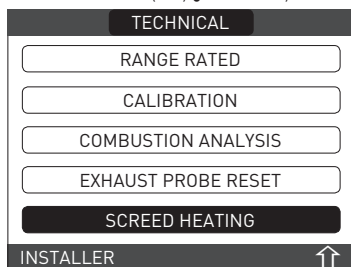 TECHNICAL
RANGE RATED
CALIBRATION
COMBUSTION ANALYSIS
EXHAUST PROBE RESET
SCREED HEATING
INSTALLER